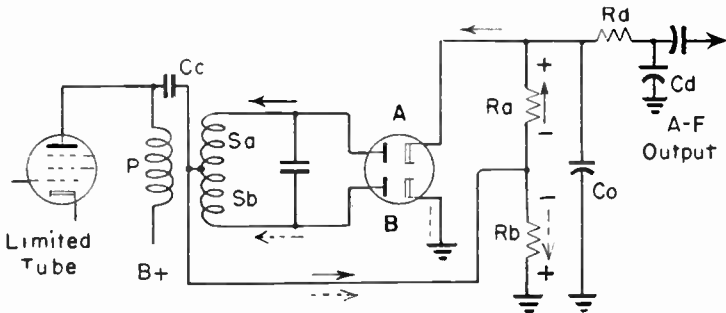 Rd
Cc
Cd
A-F
Output
A
Sa
Ra
+
-
P
Sb
B
Co
-
Rb
+
Limited
Tube
B+